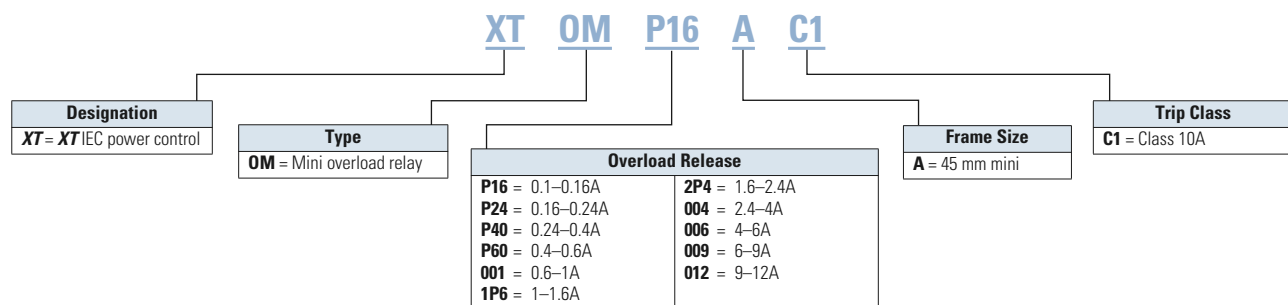 XT OM P16 A C1
Designation
XT = XT IEC power control
Type
OM = Mini overload relay
Overload Release
P16 = 0.1–0.16A
P24 = 0.16–0.24A
P40 = 0.24–0.4A
P60 = 0.4–0.6A
001 = 0.6–1A
1P6 = 1–1.6A
2P4 = 1.6–2.4A
004 = 2.4–4A
006 = 4–6A
009 = 6–9A
012 = 9–12A
Frame Size
A = 45 mm mini
Trip Class
C1 = Class 10A